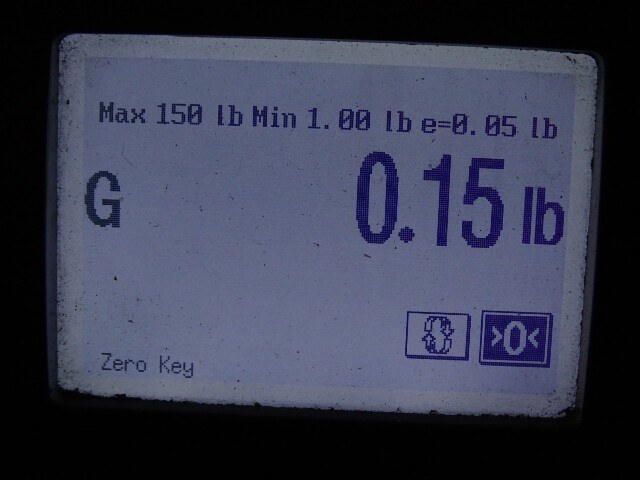 Max 150 lb Min 1.00 lb e=0.05 lb
G 0.15 lb
>0<
Zero Key